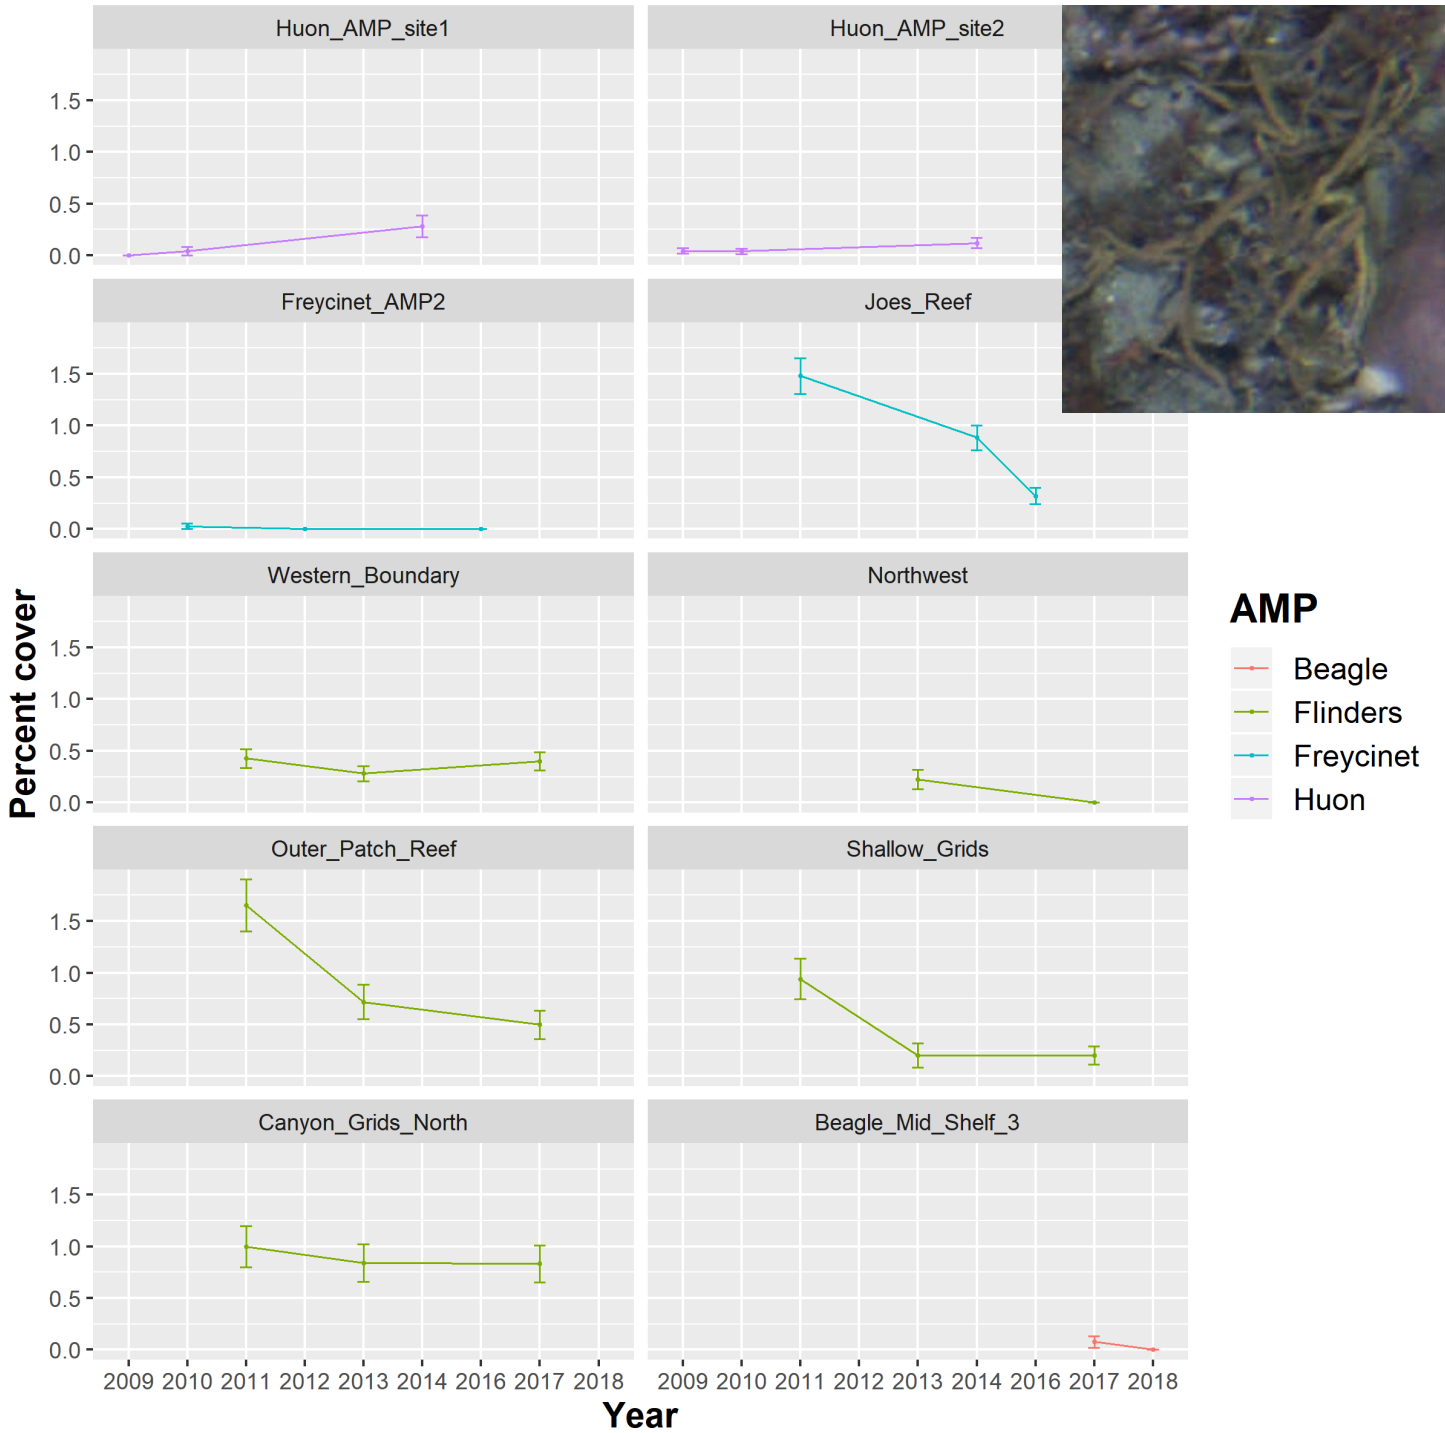 Huon_AMP_site1 Huon_AMP_site2
1.5
1.0
0.5
0.0
Freycinet_AMP2 Joes_Reef
1.5
1.0
0.5
0.0
Western_Boundary Northwest
1.5
1.0
0.5
0.0
Outer_Patch_Reef Shallow_Grids
1.5
1.0
0.5
0.0
Canyon_Grids_North Beagle_Mid_Shelf_3
1.5
1.0
0.5
0.0
2009 2010 2011 2012 2013 2014 2016 2017 2018 2009 2010 2011 2012 2013 2014 2016 2017 2018
Year
Percent cover
AMP
Beagle
Flinders
Freycinet
Huon